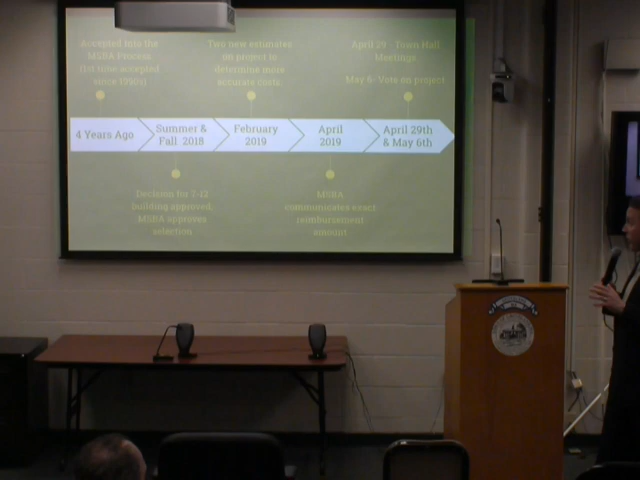 Accepted into the
MSBA Process
(1st time accepted
since 1990's)
Two new estimates
on project to
determine more
accurate costs.
April 29 - Town Hall
Meetings
May 6- Vote on project
4 Years Ago
Summer &
Fall 2018
February
2019
April
2019
April 29th
& May 6th
Decision for 7-12
building approved.
MSBA approves
selection
MSBA
communicates exact
reimbursement
amount